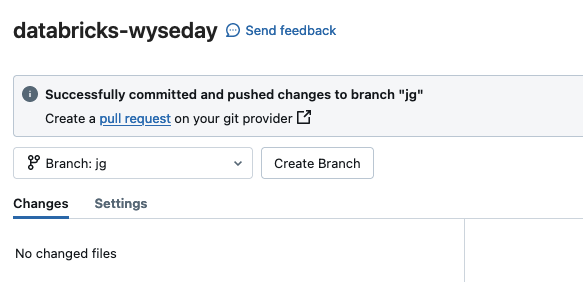 databricks-wyseday Send feedback
Successfully committed and pushed changes to branch "jg"
Create a pull request on your git provider
Branch: jg Create Branch
Changes Settings
No changed files